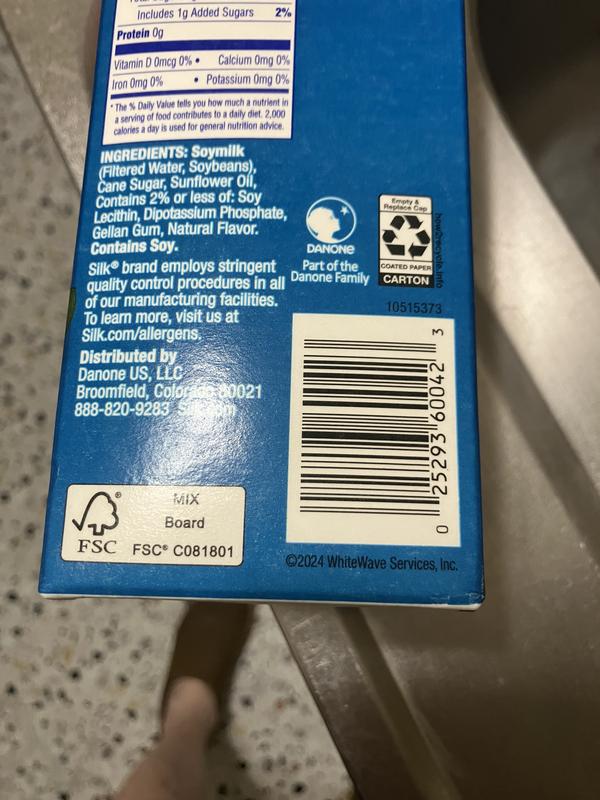 Includes 1g Added Sugars 2%
Protein 0g
Vitamin D 0mcg 0% • Calcium 0mg 0%
Iron 0mg 0% • Potassium 0mg 0%
* The % Daily Value tells you how much a nutrient in
a serving of food contributes to a daily diet. 2,000
calories a day is used for general nutrition advice.
INGREDIENTS: Soymilk
(Filtered Water, Soybeans),
Cane Sugar, Sunflower Oil,
Contains 2% or less of: Soy
Lecithin, Dipotassium Phosphate,
Gellan Gum, Natural Flavor.
Contains Soy.
Silk® brand employs stringent
quality control procedures in all
of our manufacturing facilities.
To learn more, visit us at
Silk.com/allergens.
Distributed by
Danone US, LLC
Broomfield, Colorado 80021
888-820-9283 Silk.com
DANONE
Part of the
Danone Family
Empty &
Replace Cap
COATED PAPER
CARTON
how2recycle.info
10515373
0 25293 60042 3
MIX
Board
FSC® C081801
FSC ®
©2024 WhiteWave Services, Inc.